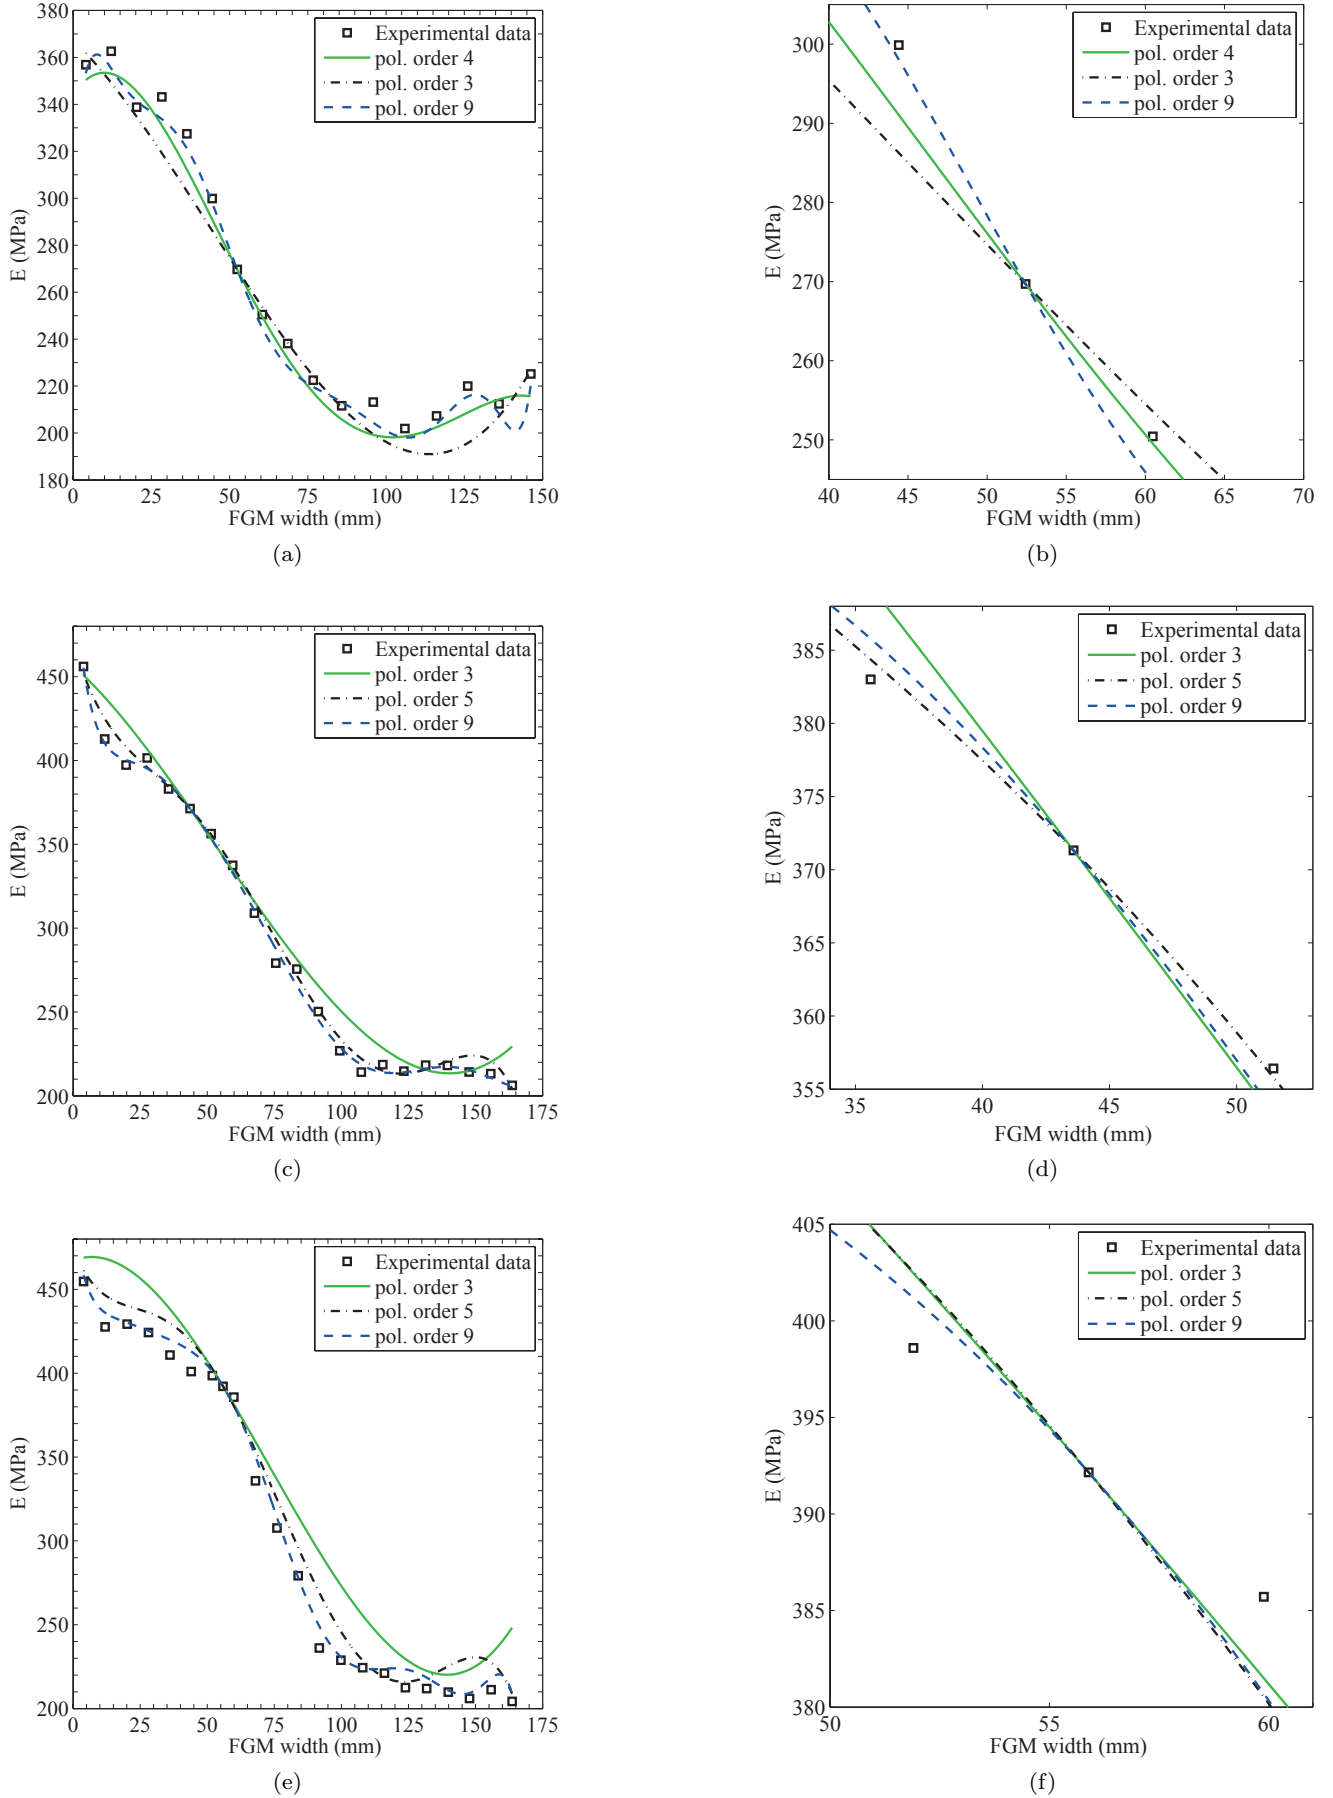 380
360
340
320
300
280
260
240
220
200
180
E (MPa)
0 25 50 75 100 125 150
FGM width (mm)
Experimental data
pol. order 4
pol. order 3
pol. order 9
(a)
300
290
280
270
260
250
E (MPa)
40 45 50 55 60 65 70
FGM width (mm)
Experimental data
pol. order 4
pol. order 3
pol. order 9
(b)
450
400
350
300
250
200
E (MPa)
0 25 50 75 100 125 150 175
FGM width (mm)
Experimental data
pol. order 3
pol. order 5
pol. order 9
(c)
385
380
375
370
365
360
355
E (MPa)
35 40 45 50
FGM width (mm)
Experimental data
pol. order 3
pol. order 5
pol. order 9
(d)
450
400
350
300
250
200
E (MPa)
0 25 50 75 100 125 150 175
FGM width (mm)
Experimental data
pol. order 3
pol. order 5
pol. order 9
(e)
405
400
395
390
385
380
E (MPa)
50 55 60
FGM width (mm)
Experimental data
pol. order 3
pol. order 5
pol. order 9
(f)